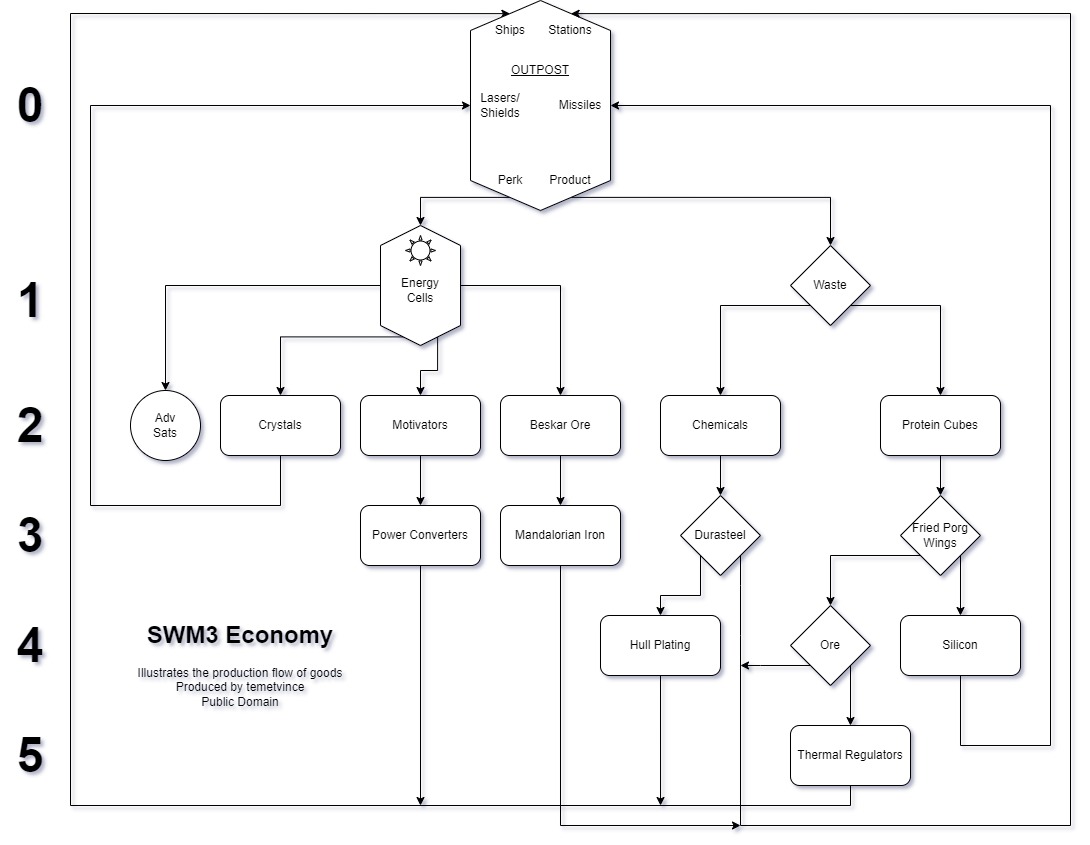 Ships
Stations
OUTPOST
0
Lasers/
Shields
Missiles
Perk
Product
1
Energy
Cells
Waste
2
Adv
Sats
Crystals
Motivators
Beskar Ore
Chemicals
Protein Cubes
3
Power Converters
Mandalorian Iron
Durasteel
Fried Porg
Wings
4
SWM3 Economy
Illustrates the production flow of goods
Produced by temetvince
Public Domain
Hull Plating
Ore
Silicon
5
Thermal Regulators